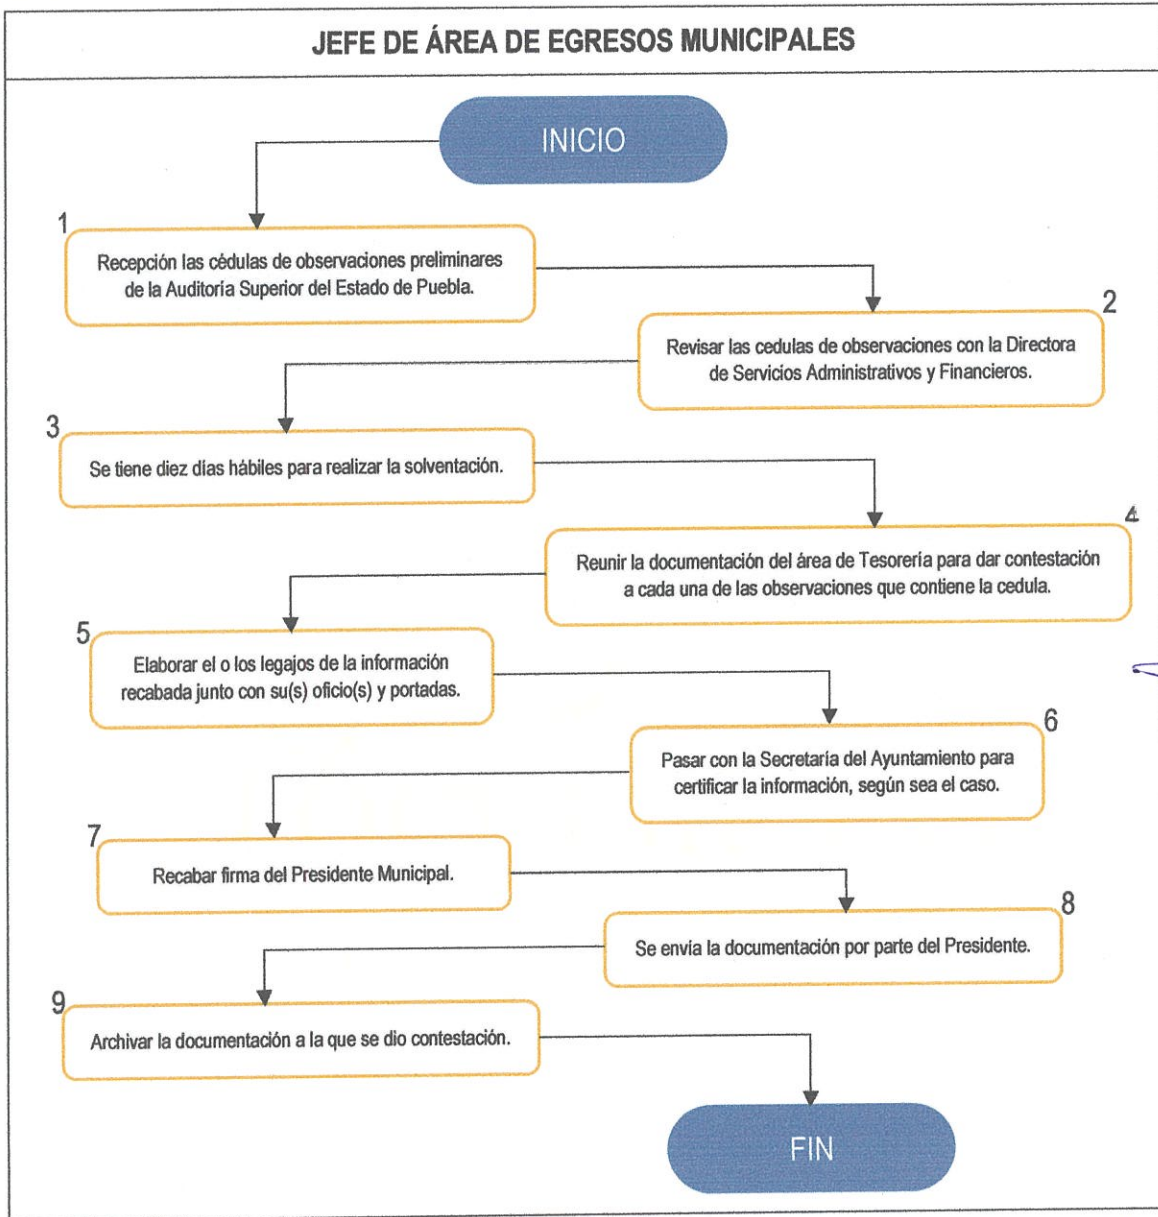 JEFE DE ÁREA DE EGRESOS MUNICIPALES
INICIO
1
Recepción las cédulas de observaciones preliminares
de la Auditoría Superior del Estado de Puebla.
2
Revisar las cedulas de observaciones con la Directora
de Servicios Administrativos y Financieros.
3
Se tiene diez días hábiles para realizar la solventación.
4
Reunir la documentación del área de Tesorería para dar contestación
a cada una de las observaciones que contiene la cedula.
5
Elaborar el o los legajos de la información
recabada junto con su(s) oficio(s) y portadas.
6
Pasar con la Secretaría del Ayuntamiento para
certificar la información, según sea el caso.
7
Recabar firma del Presidente Municipal.
8
Se envía la documentación por parte del Presidente.
9
Archivar la documentación a la que se dio contestación.
FIN